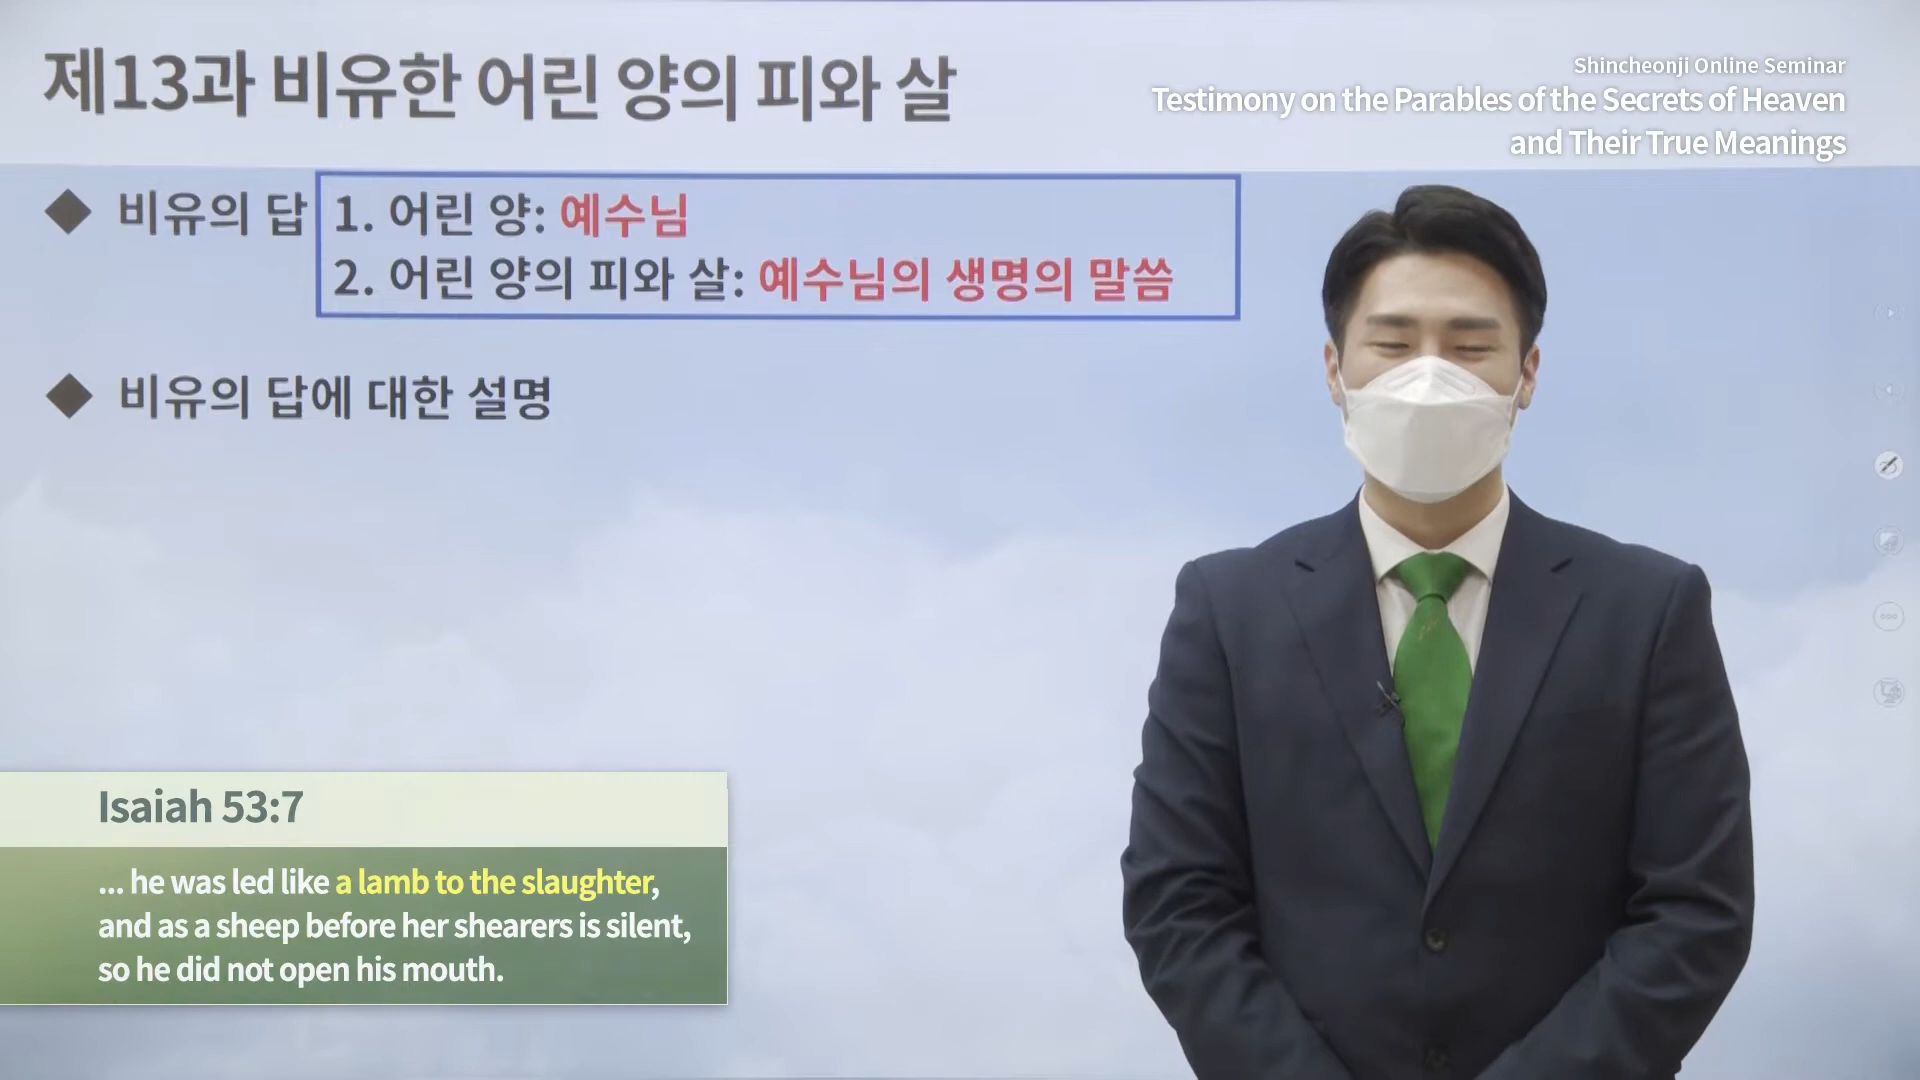 제13과 비유한 어린 양의 피와 살
Shincheonji Online Seminar
Testimony on the Parables of the Secrets of Heaven
and Their True Meanings
◆ 비유의 답
1. 어린 양: 예수님
2. 어린 양의 피와 살: 예수님의 생명의 말씀
◆ 비유의 답에 대한 설명
Isaiah 53:7
... he was led like a lamb to the slaughter,
and as a sheep before her shearers is silent,
so he did not open his mouth.